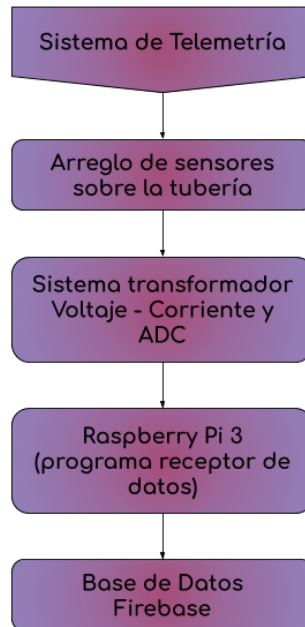 Sistema de Telemetría
Arreglo de sensores
sobre la tubería
Sistema transformador
Voltaje - Corriente y
ADC
Raspberry Pi 3
(programa receptor de
datos)
Base de Datos
Firebase